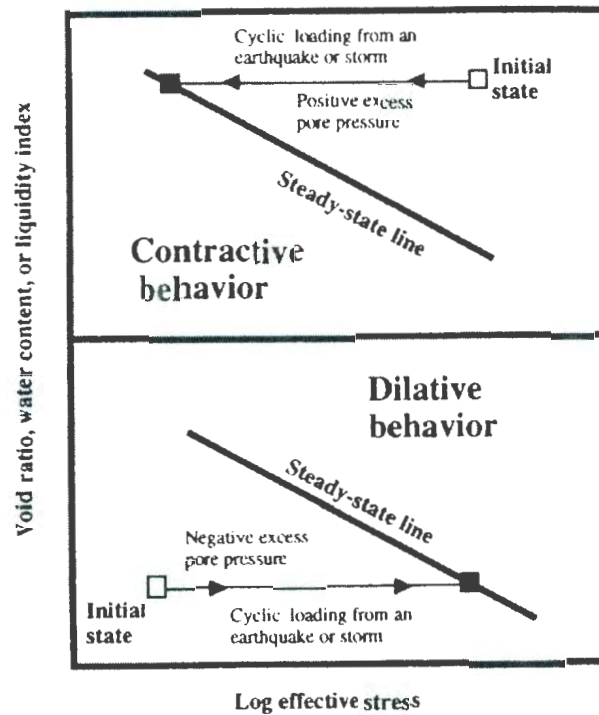 Cyclic loading from an
earthquake or storm
Initial
state
Positive excess
pore pressure
Steady-state line
Contractive
behavior
Void ratio, water content, or liquidity index
Dilative
behavior
Steady-state line
Negative excess
pore pressure
Initial
state
Cyclic loading from an
earthquake or storm
Log effective stress